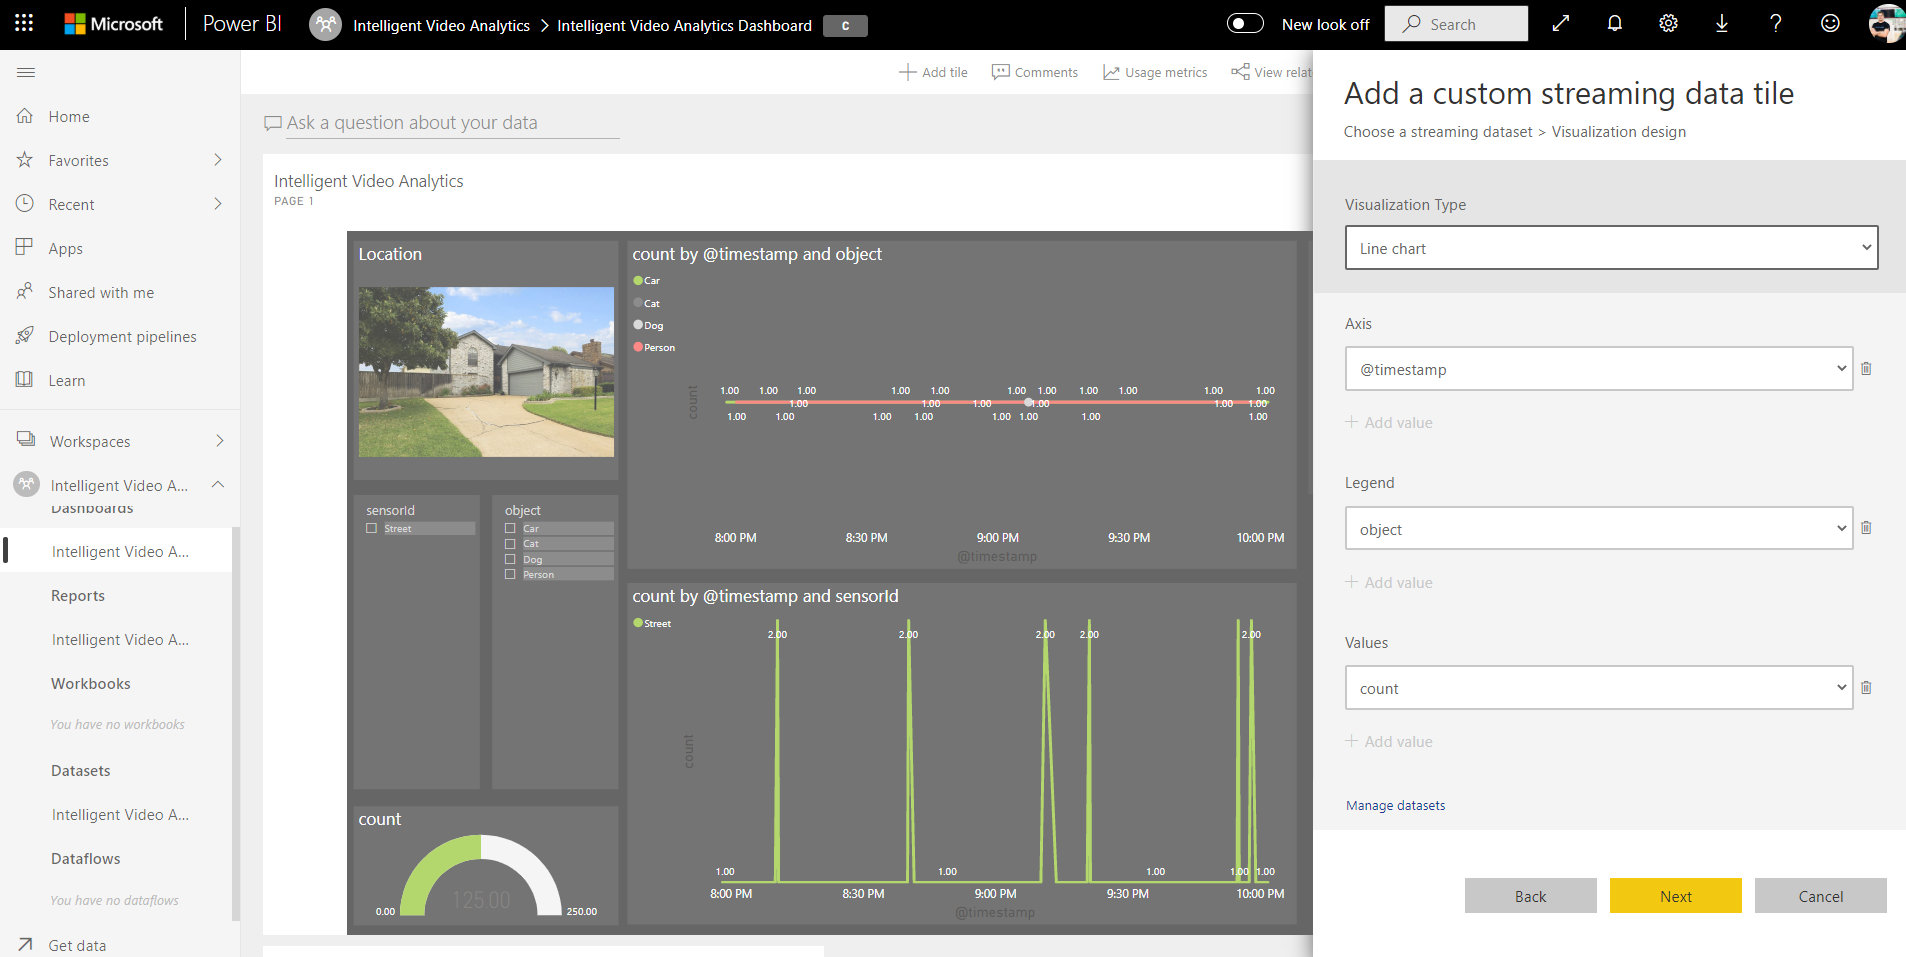 Microsoft
Power BI
Intelligent Video Analytics
Intelligent Video Analytics Dashboard
C
New look off
Search
Home
Favorites
Recent
Apps
Shared with me
Deployment pipelines
Learn
Workspaces
Intelligent Video A...
Dashboards
Intelligent Video A...
Reports
Intelligent Video A...
Workbooks
You have no workbooks
Datasets
Intelligent Video A...
Dataflows
You have no dataflows
Get data
Add tile
Comments
Usage metrics
View relat
Ask a question about your data
Intelligent Video Analytics
PAGE 1
Location
sensorId
Street
object
Car
Cat
Dog
Person
count
125.00
0.00
250.00
count by @timestamp and object
Car
Cat
Dog
Person
count
1.00 1.00 1.00 1.00 1.00 1.00 1.00 1.00 1.00 1.00 1.00
1.00 1.00 1.00 1.00 1.00 1.00
1.00 1.00 1.00 1.00 1.00 1.00 1.00 1.00
8:00 PM 8:30 PM 9:00 PM 9:30 PM 10:00 PM
@timestamp
count by @timestamp and sensorId
Street
2.00 2.00 2.00 2.00 2.00
count
1.00 1.00 1.00 1.00 1.00
8:00 PM 8:30 PM 9:00 PM 9:30 PM 10:00 PM
@timestamp
Add a custom streaming data tile
Choose a streaming dataset > Visualization design
Visualization Type
Line chart
Axis
@timestamp
Add value
Legend
object
Add value
Values
count
Add value
Manage datasets
Back
Next
Cancel